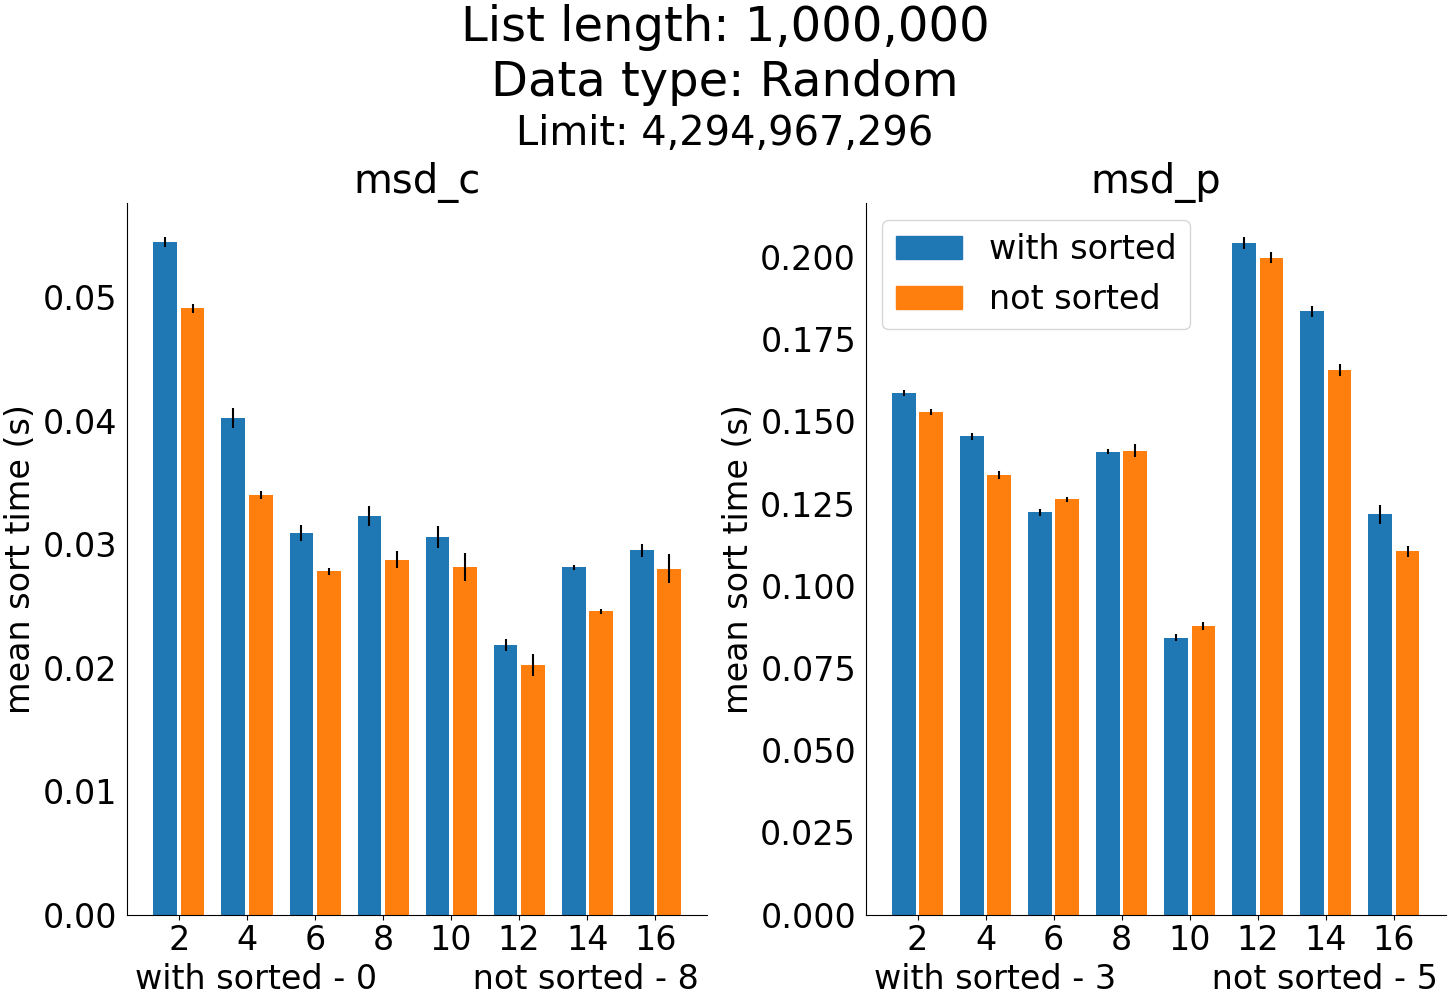 List length: 1,000,000
Data type: Random
Limit: 4,294,967,296
msd_c
mean sort time (s)
0.05
0.04
0.03
0.02
0.01
0.00
2 4 6 8 10 12 14 16
with sorted - 0 not sorted - 8
msd_p
with sorted
not sorted
mean sort time (s)
0.200
0.175
0.150
0.125
0.100
0.075
0.050
0.025
0.000
2 4 6 8 10 12 14 16
with sorted - 3 not sorted - 5